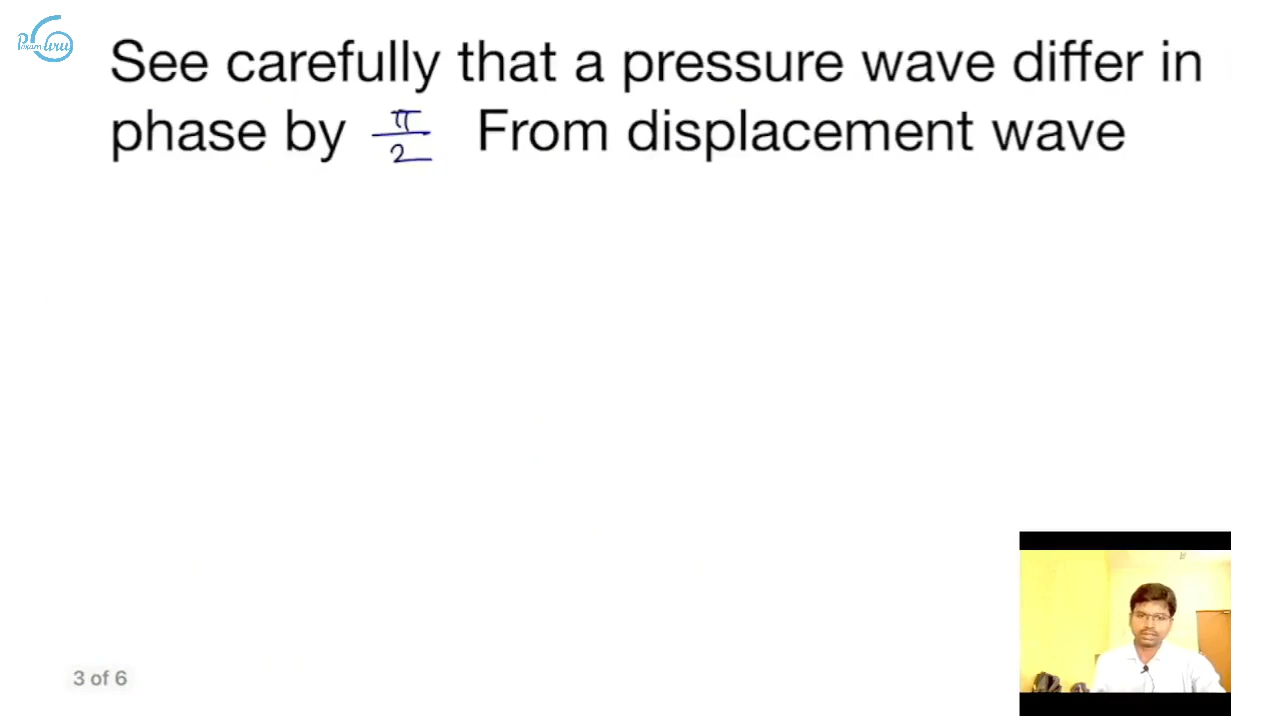 See carefully that a pressure wave differ in
phase by π/2 From displacement wave
3 of 6